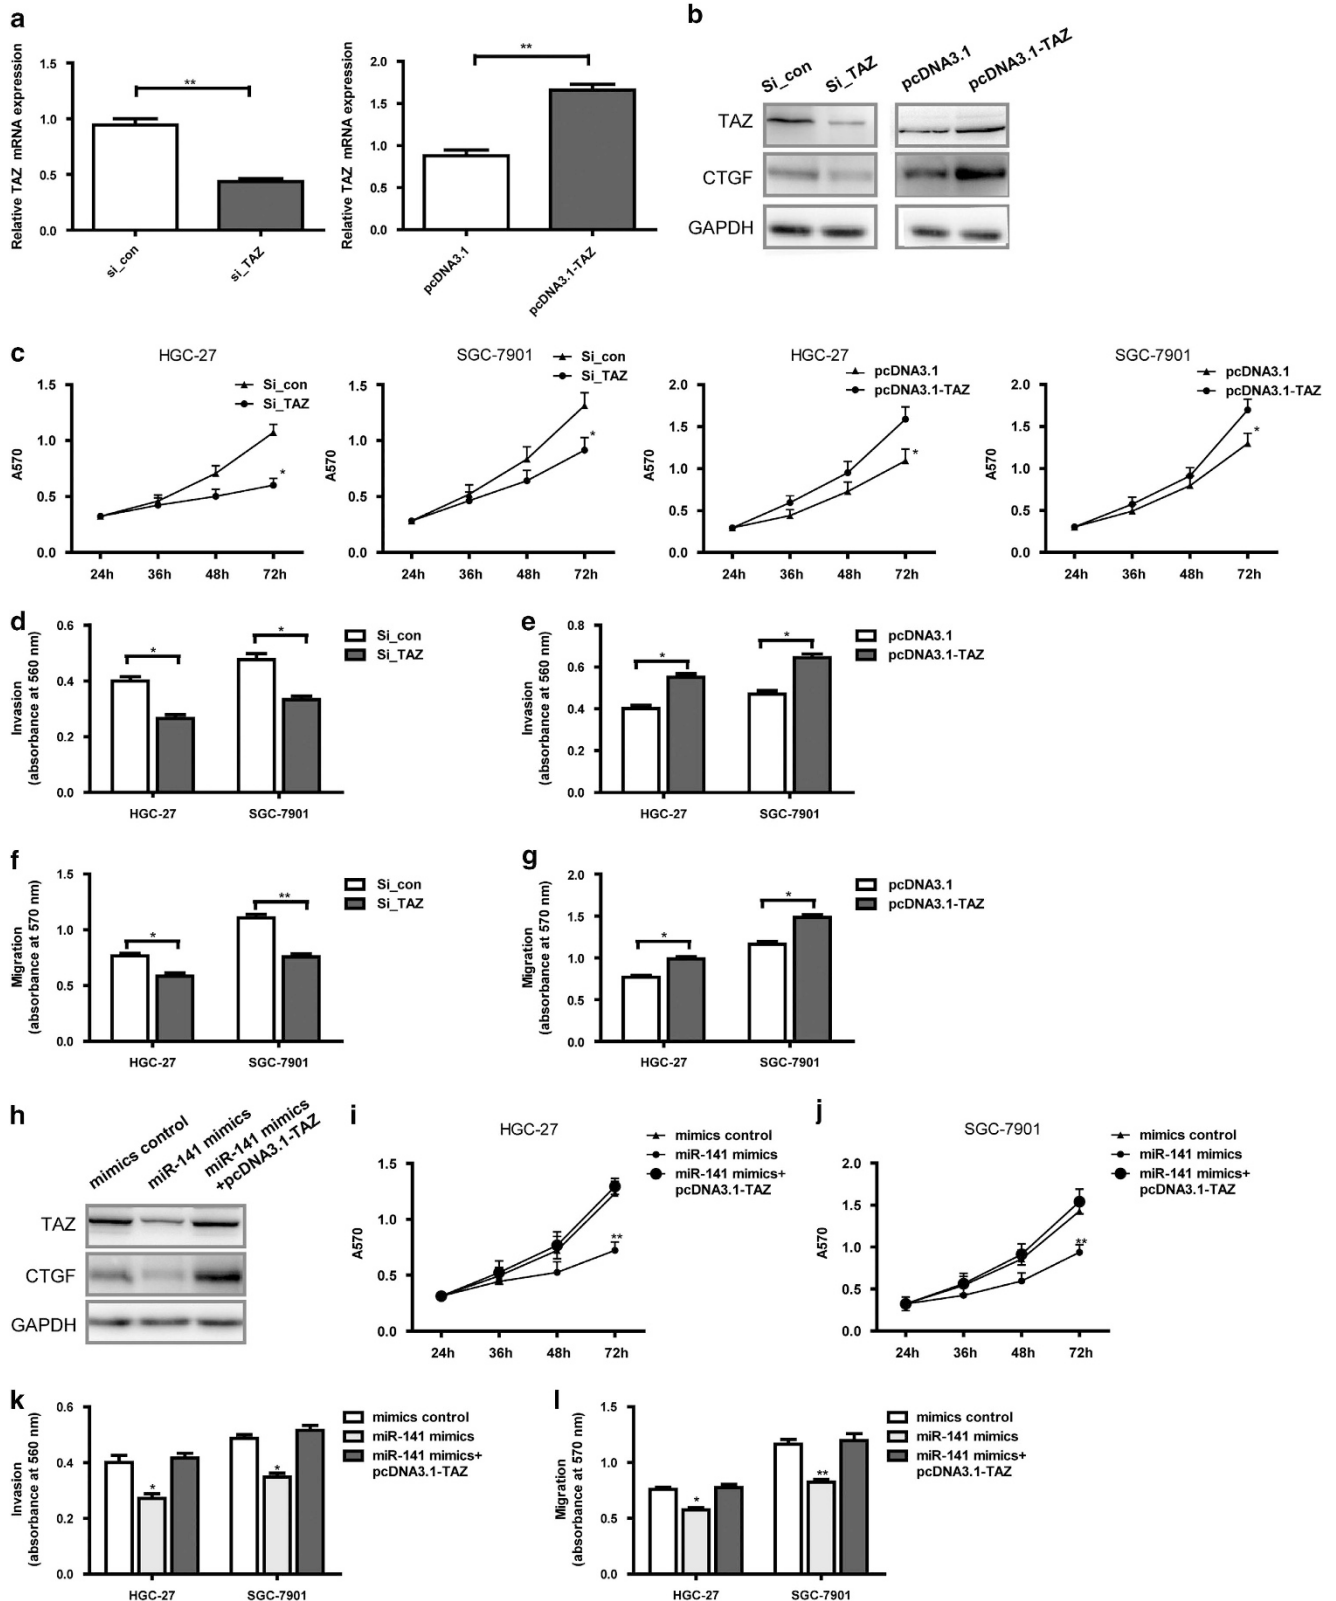 a
Relative TAZ mRNA expression
1.5
1.0
0.5
0.0
**
si_con
si_TAZ
Relative TAZ mRNA expression
2.0
1.5
1.0
0.5
0.0
**
pcDNA3.1
pcDNA3.1-TAZ
b
Si_con
Si_TAZ
pcDNA3.1
pcDNA3.1-TAZ
TAZ
CTGF
GAPDH
c
HGC-27
Si_con
Si_TAZ
A570
1.5
1.0
0.5
0.0
*
24h 36h 48h 72h
SGC-7901
Si_con
Si_TAZ
A570
1.5
1.0
0.5
0.0
*
24h 36h 48h 72h
HGC-27
pcDNA3.1
pcDNA3.1-TAZ
A570
2.0
1.5
1.0
0.5
0.0
*
24h 36h 48h 72h
SGC-7901
pcDNA3.1
pcDNA3.1-TAZ
A570
2.0
1.5
1.0
0.5
0.0
*
24h 36h 48h 72h
d
Invasion
(absorbance at 560 nm)
0.6
0.4
0.2
0.0
*
*
HGC-27 SGC-7901
Si_con
Si_TAZ
e
Invasion
(absorbance at 560 nm)
0.8
0.6
0.4
0.2
0.0
*
*
HGC-27 SGC-7901
pcDNA3.1
pcDNA3.1-TAZ
f
Migration
(absorbance at 570 nm)
1.5
1.0
0.5
0.0
*
**
HGC-27 SGC-7901
Si_con
Si_TAZ
g
Migration
(absorbance at 570 nm)
2.0
1.5
1.0
0.5
0.0
*
*
HGC-27 SGC-7901
pcDNA3.1
pcDNA3.1-TAZ
h
mimics control
miR-141 mimics
miR-141 mimics
+pcDNA3.1-TAZ
TAZ
CTGF
GAPDH
i
HGC-27
mimics control
miR-141 mimics
miR-141 mimics+
pcDNA3.1-TAZ
A570
1.5
1.0
0.5
0.0
**
24h 36h 48h 72h
j
SGC-7901
mimics control
miR-141 mimics
miR-141 mimics+
pcDNA3.1-TAZ
A570
2.0
1.5
1.0
0.5
0.0
**
24h 36h 48h 72h
k
Invasion
(absorbance at 560 nm)
0.6
0.4
0.2
0.0
*
*
HGC-27 SGC-7901
mimics control
miR-141 mimics
miR-141 mimics+
pcDNA3.1-TAZ
l
Migration
(absorbance at 570 nm)
1.5
1.0
0.5
0.0
*
**
HGC-27 SGC-7901
mimics control
miR-141 mimics
miR-141 mimics+
pcDNA3.1-TAZ